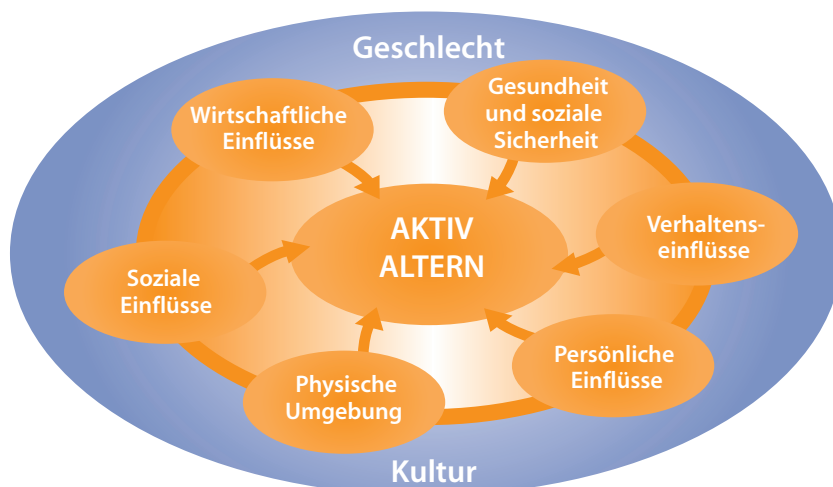 Geschlecht
Wirtschaftliche
Einflüsse
Gesundheit
und soziale
Sicherheit
AKTIV
ALTERN
Verhaltens-
einflüsse
Soziale
Einflüsse
Persönliche
Einflüsse
Physische
Umgebung
Kultur